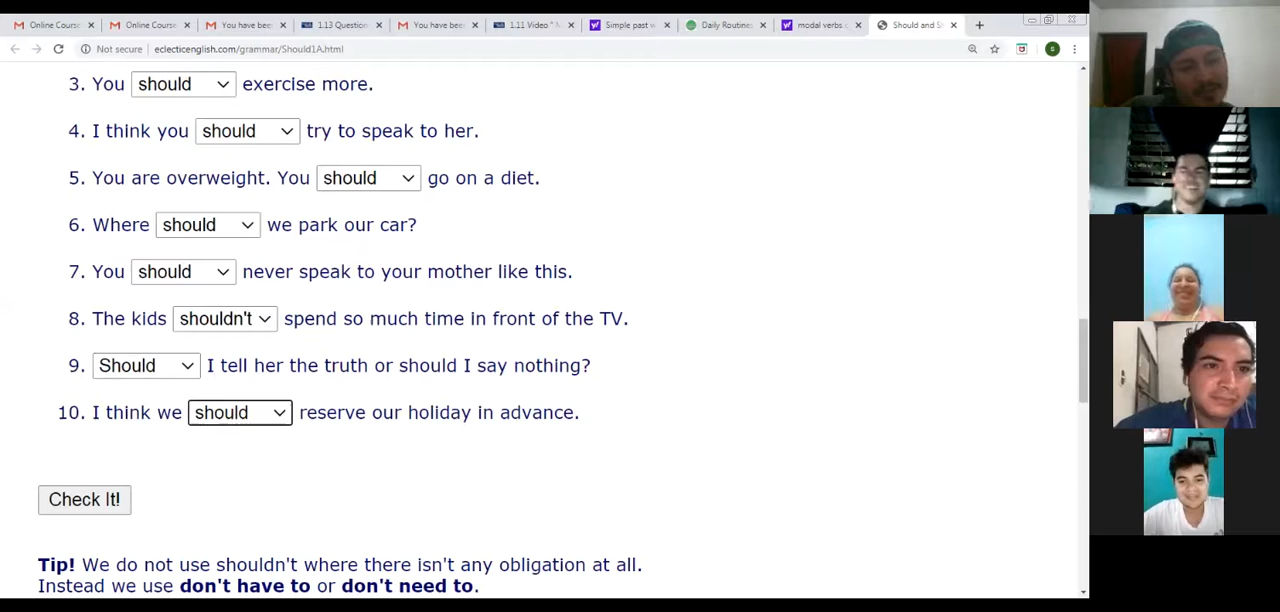 Online Course
Online Course
You have bee
1.13 Question
You have bee
1.11 Video "
Simple past w
Daily Routine
modal verbs
Should and S
Not secure
eclecticenglish.com/grammar/Should1A.html
S
3. You should exercise more.
4. I think you should try to speak to her.
5. You are overweight. You should go on a diet.
6. Where should we park our car?
7. You should never speak to your mother like this.
8. The kids shouldn't spend so much time in front of the TV.
9. Should I tell her the truth or should I say nothing?
10. I think we should reserve our holiday in advance.
Check It!
Tip! We do not use shouldn't where there isn't any obligation at all.
Instead we use don't have to or don't need to.